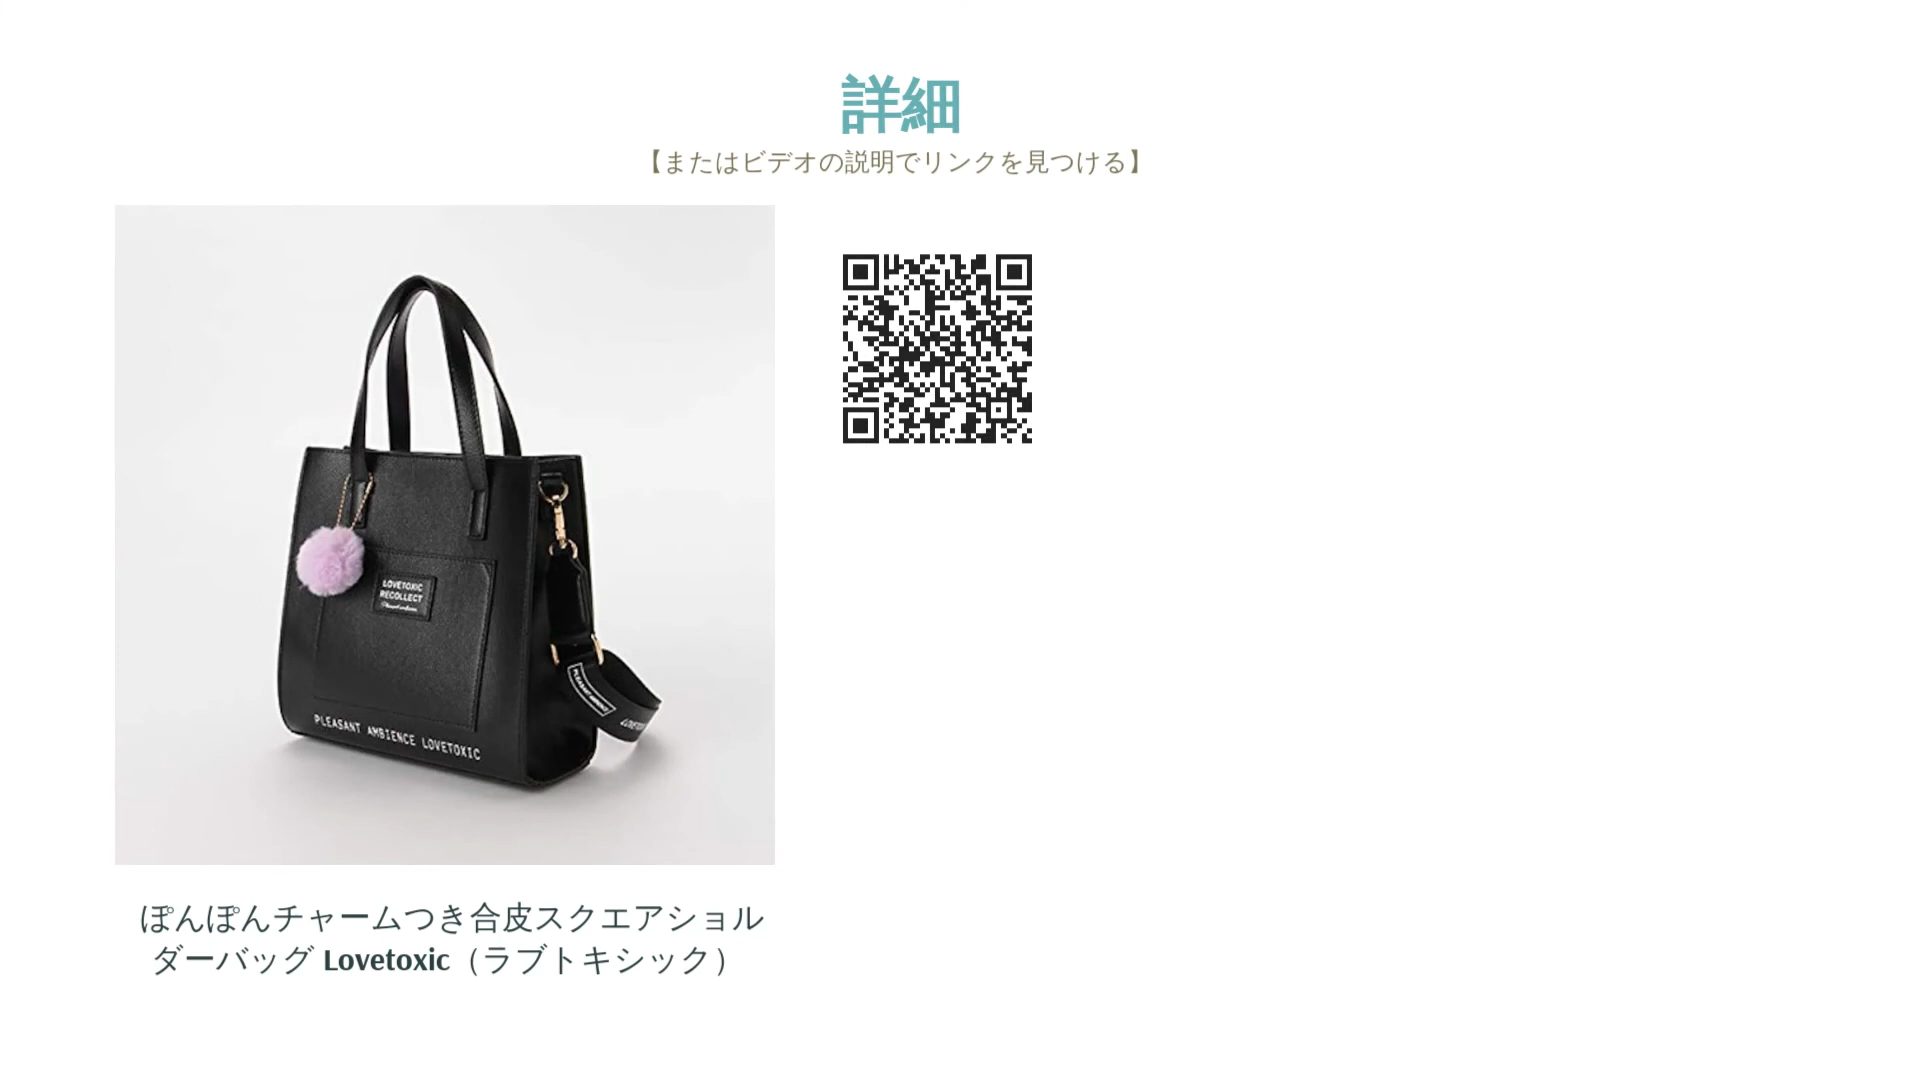 詳細
【またはビデオの説明でリンクを見つける】
LOVETOXIC
RECOLLECT
PLEASANT AMBIENCE LOVETOXIC
PLEASANT AMBIENCE
ぽんぽんチャームつき合皮スクエアショル
ダーバッグ Lovetoxic（ラブトキシック）